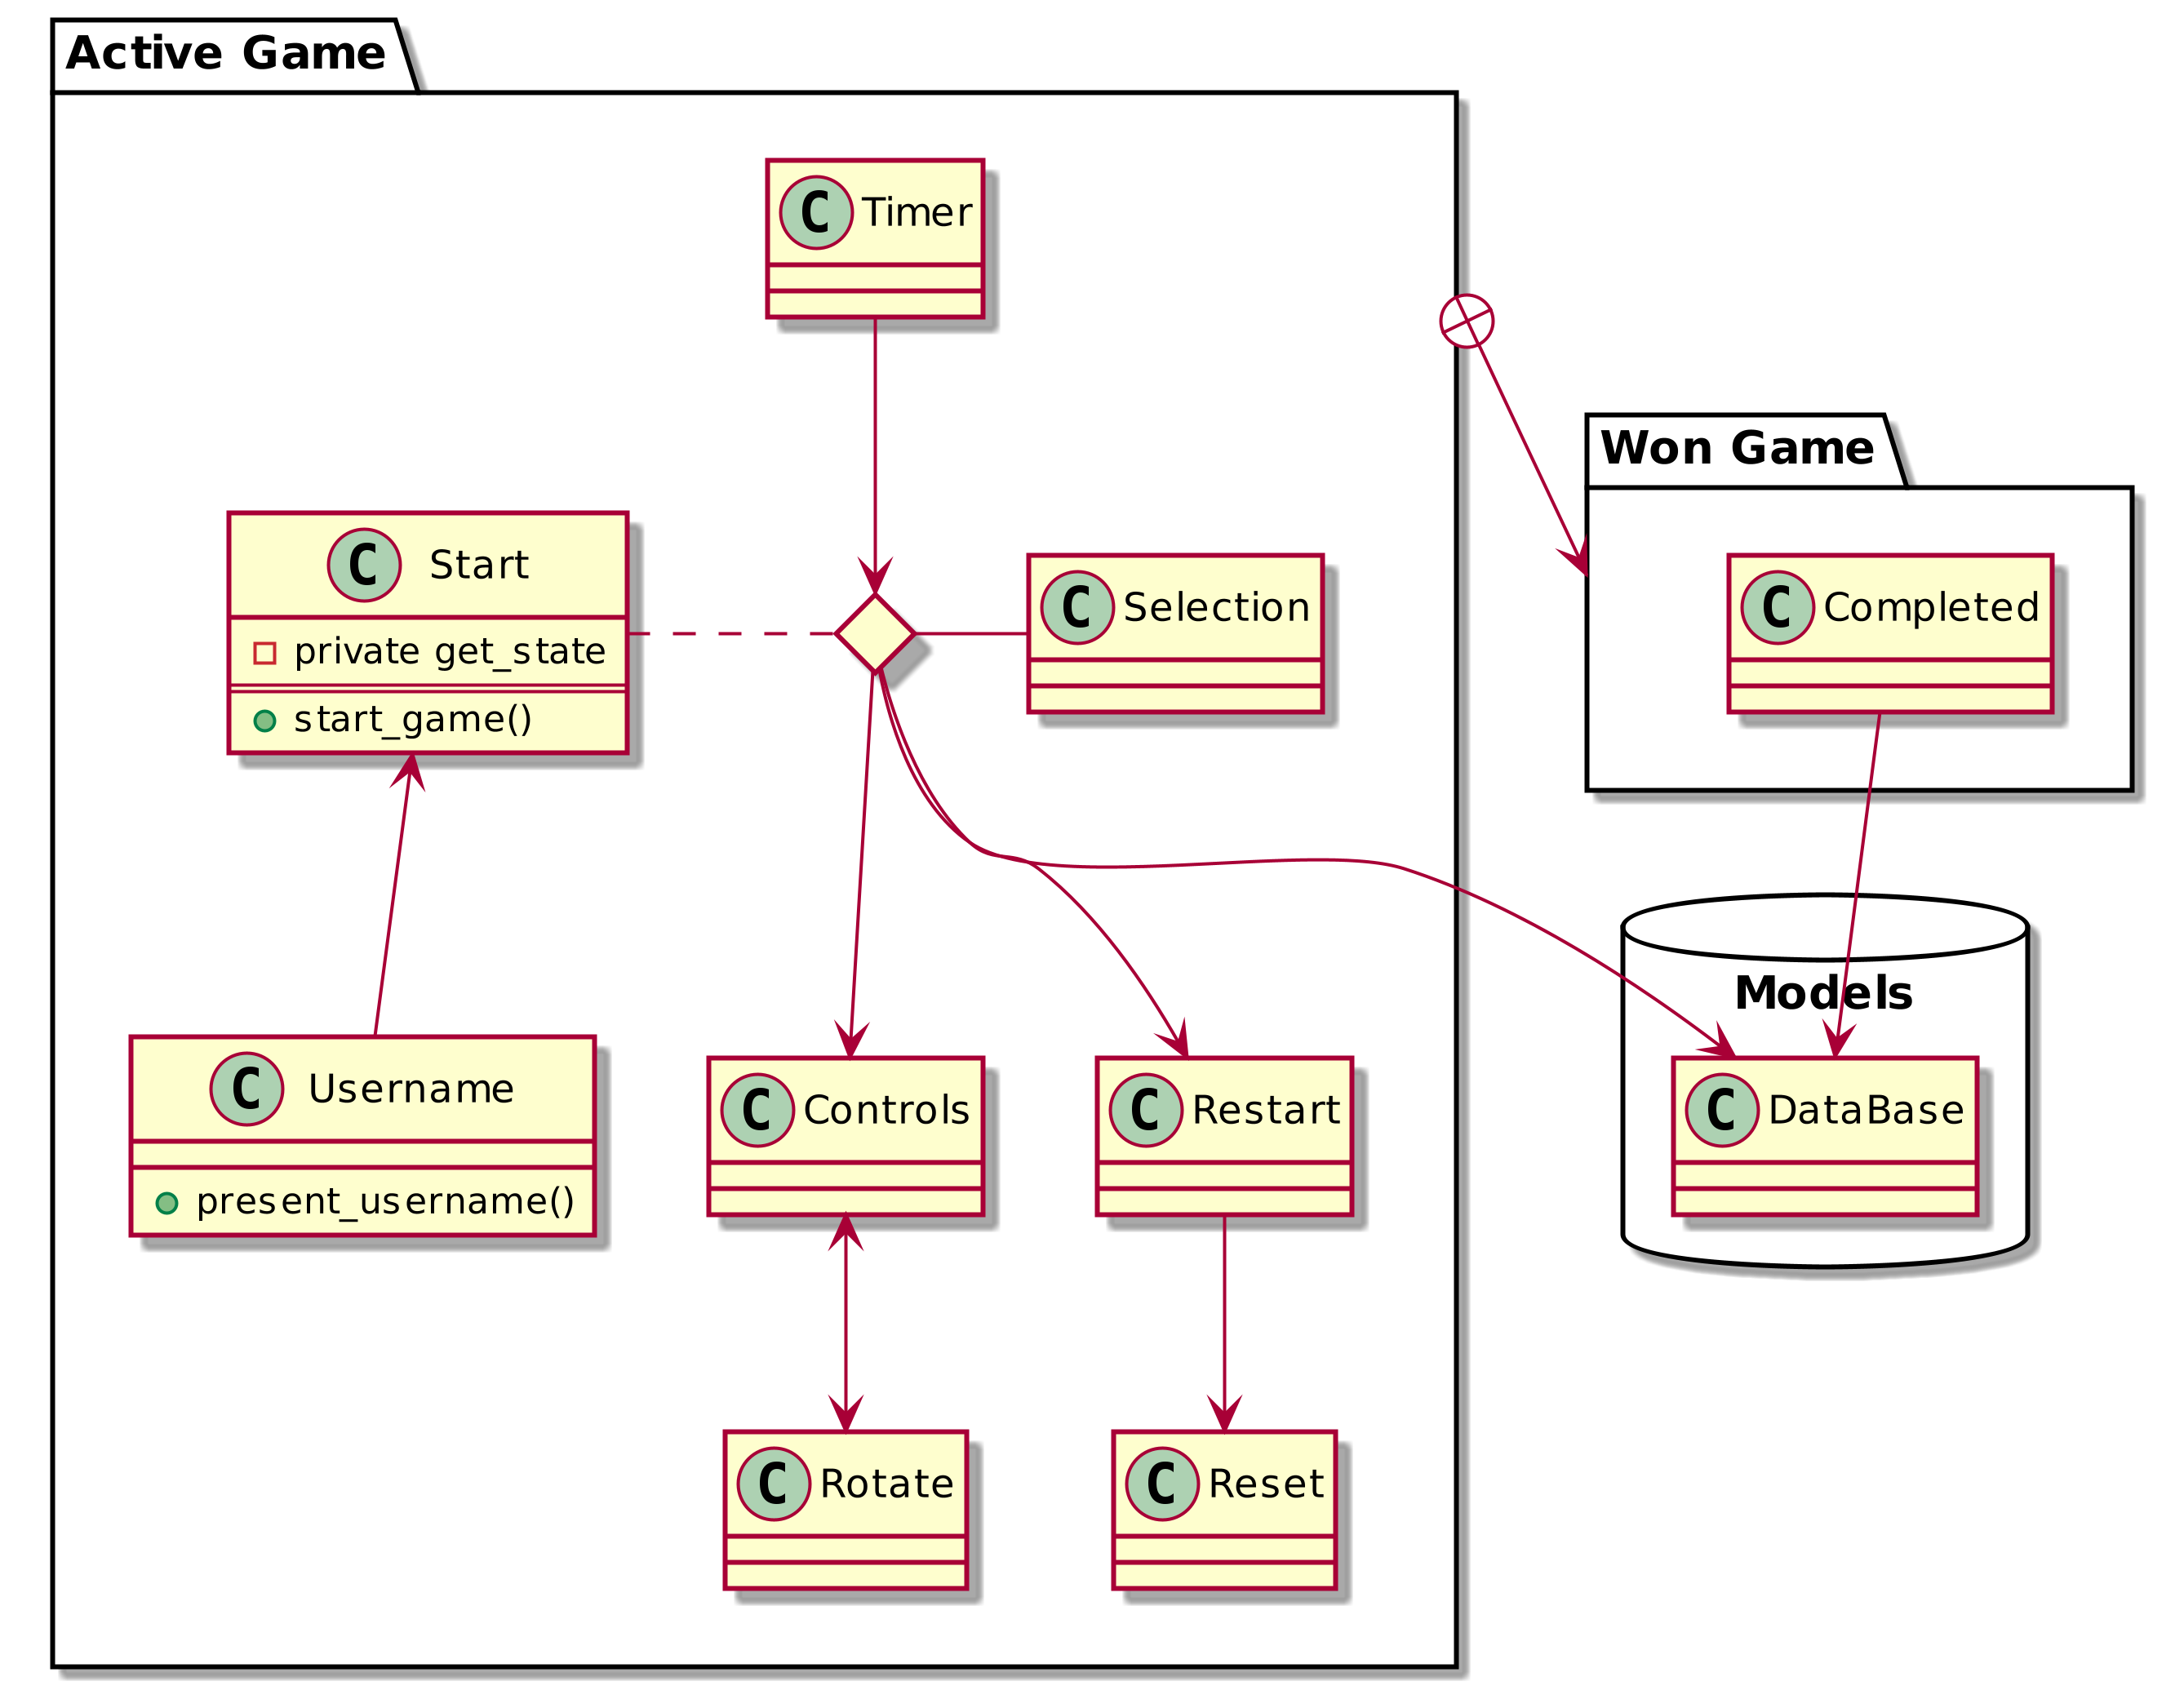 Active Game
C Timer
C Start
private get_state
start_game()
C Selection
Won Game
C Completed
C Username
present_username()
C Controls
C Restart
Models
C DataBase
C Rotate
C Reset